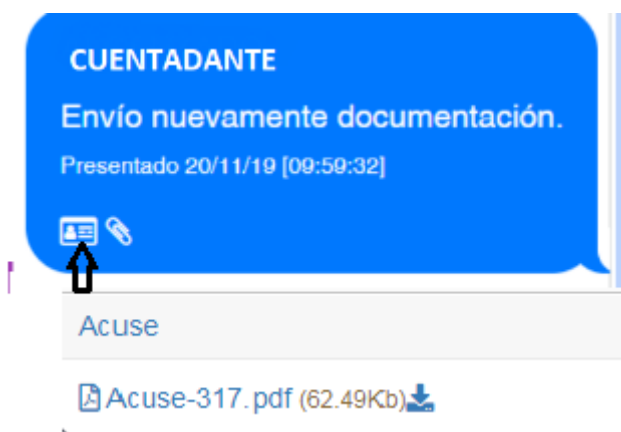 CUENTADANTE
Envío nuevamente documentación.
Presentado 20/11/19 [09:59:32]
Acuse
Acuse-317.pdf (62.49Kb)